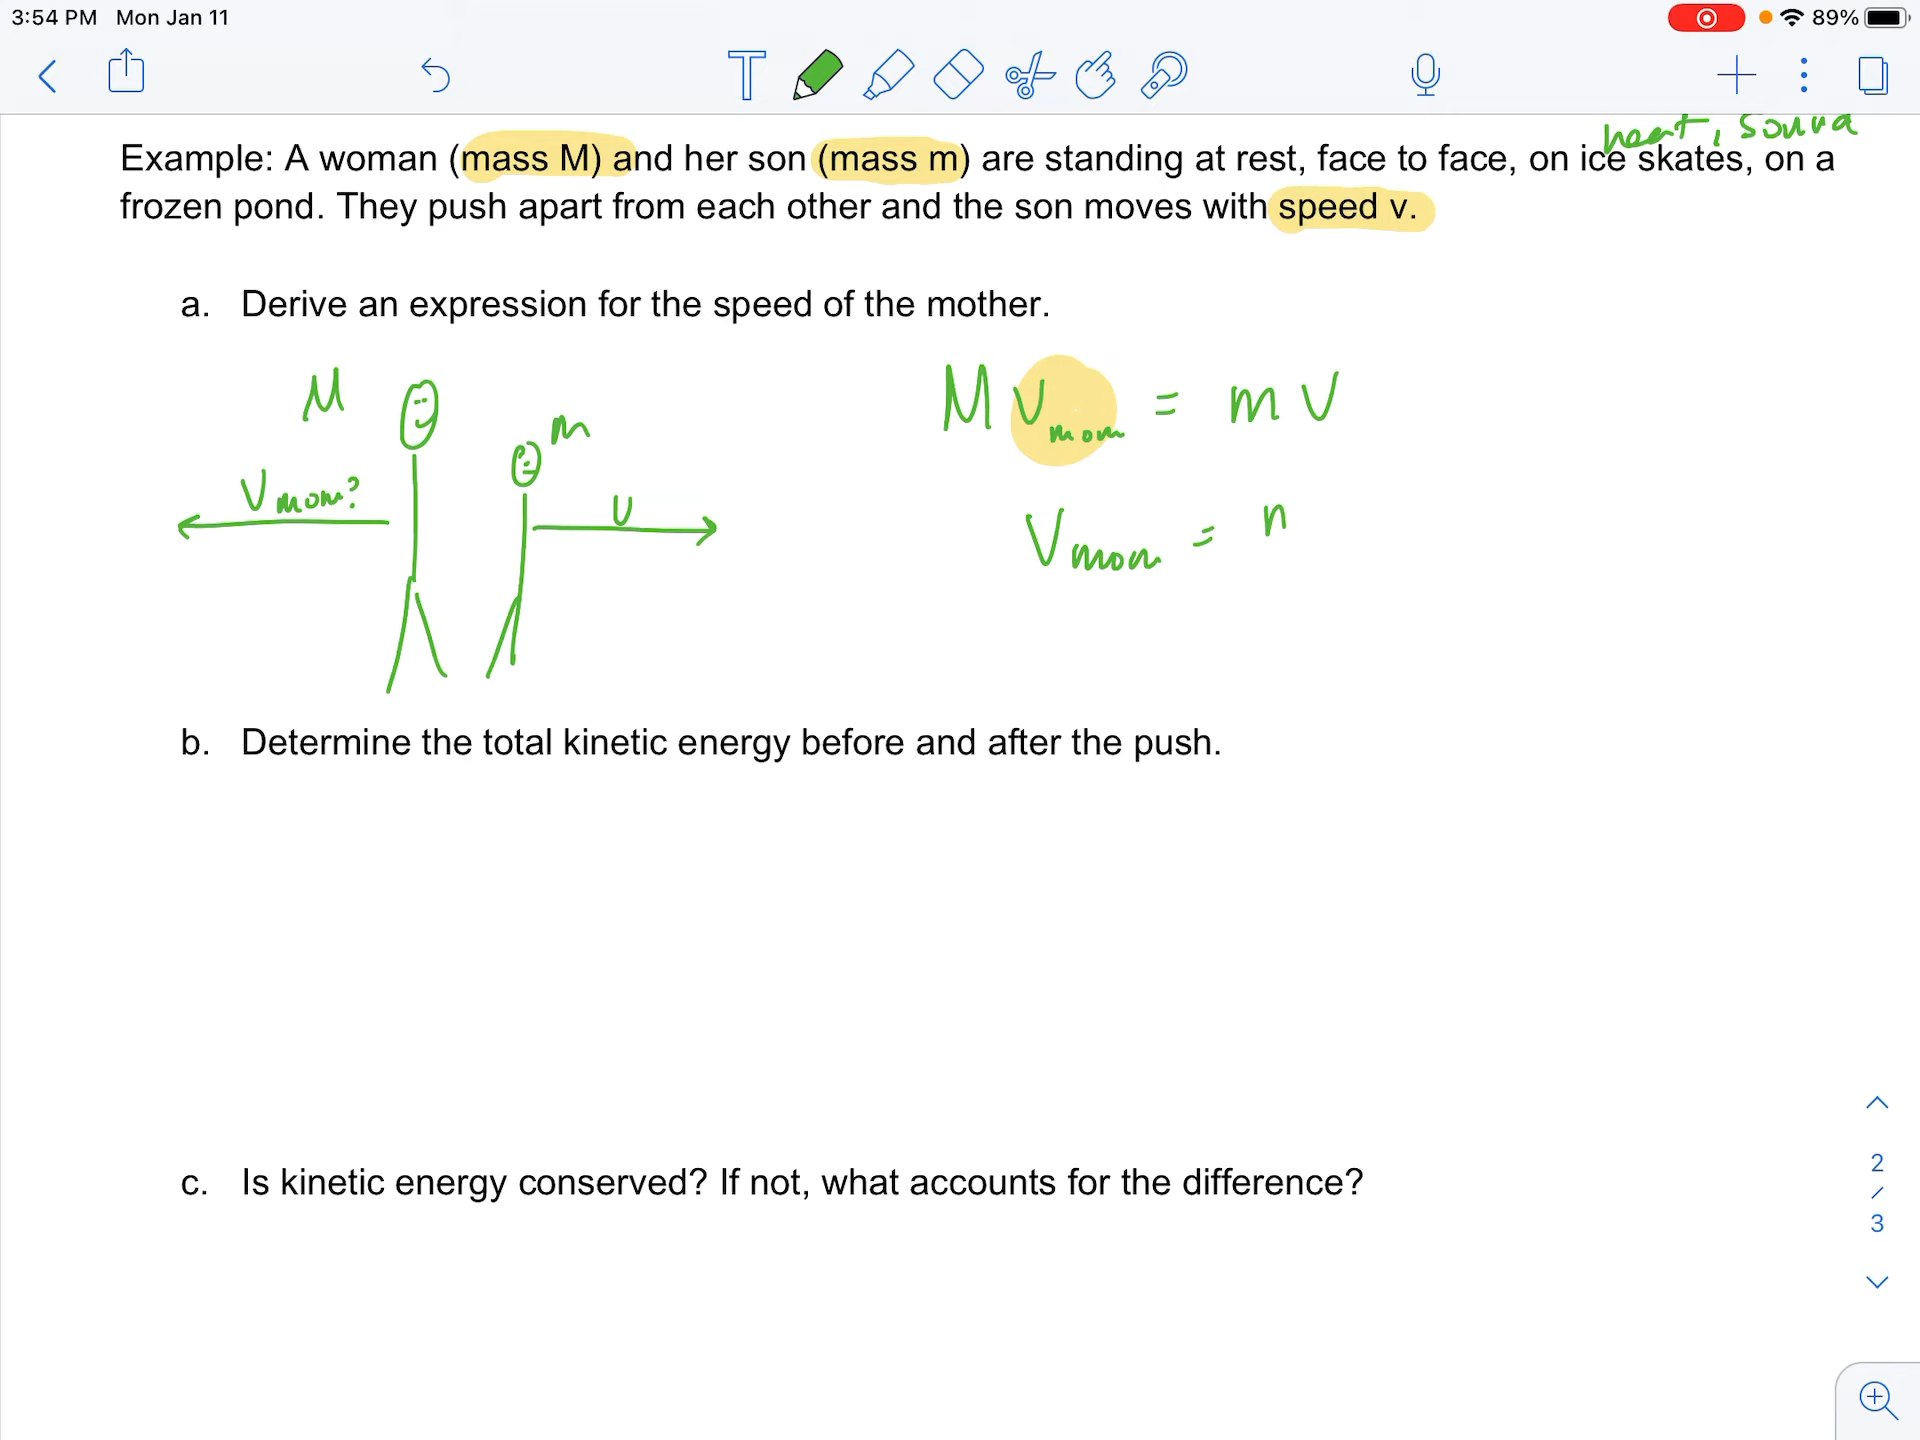 3:54 PM Mon Jan 11
89%
T
heat, sound
Example: A woman (mass M) and her son (mass m) are standing at rest, face to face, on ice skates, on a
frozen pond. They push apart from each other and the son moves with speed v.
a. Derive an expression for the speed of the mother.
M
m
Vmom?
v
M vmom = m v
Vmom = n
b. Determine the total kinetic energy before and after the push.
c. Is kinetic energy conserved? If not, what accounts for the difference?
2
/
3